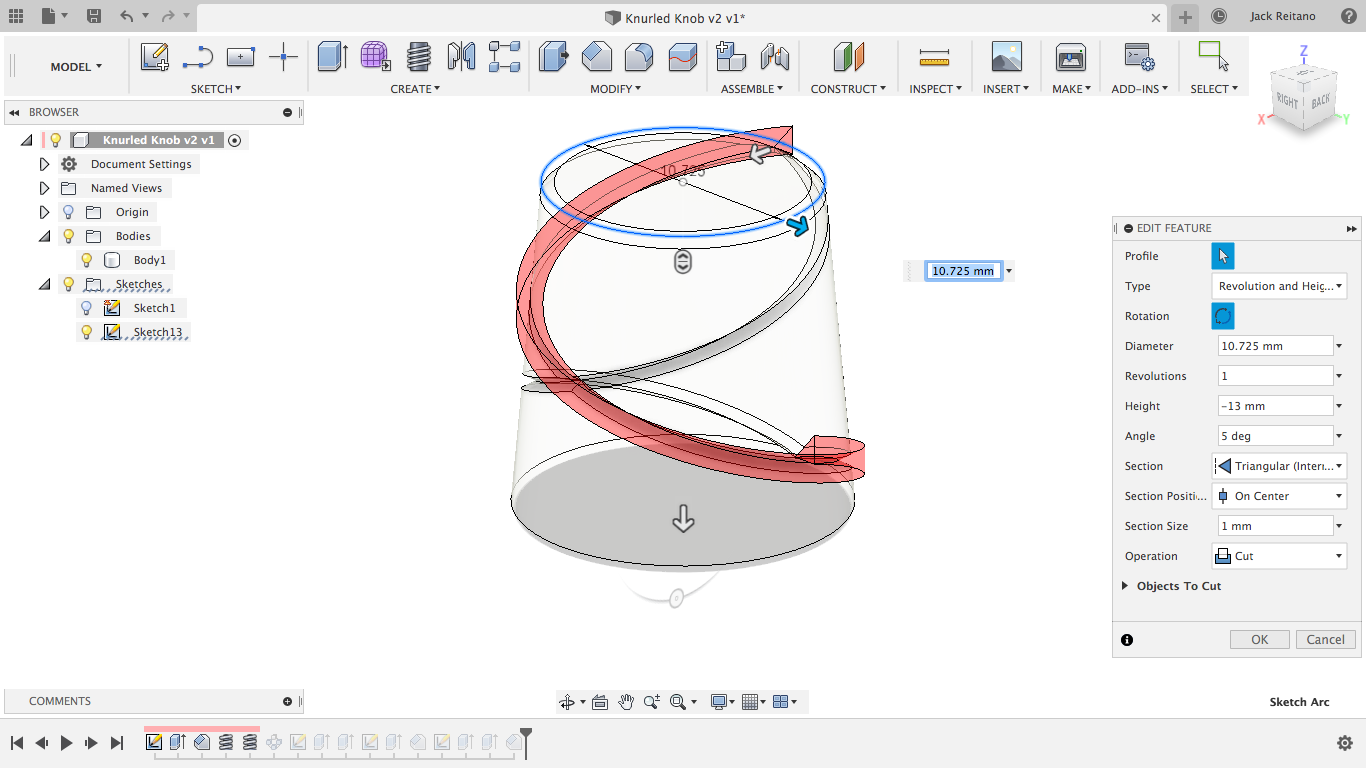 Knurled Knob v2 v1*
Jack Reitano
MODEL
SKETCH
CREATE
MODIFY
ASSEMBLE
CONSTRUCT
INSPECT
INSERT
MAKE
ADD-INS
SELECT
Z
RIGHT
BACK
X
Y
BROWSER
Knurled Knob v2 v1
Document Settings
Named Views
Origin
Bodies
Body1
Sketches
Sketch1
Sketch13
10.725
10.725 mm
EDIT FEATURE
Profile
Type Revolution and Heig...
Rotation
Diameter 10.725 mm
Revolutions 1
Height -13 mm
Angle 5 deg
Section Triangular (Intern...
Section Positi... On Center
Section Size 1 mm
Operation Cut
Objects To Cut
OK Cancel
COMMENTS
Sketch Arc